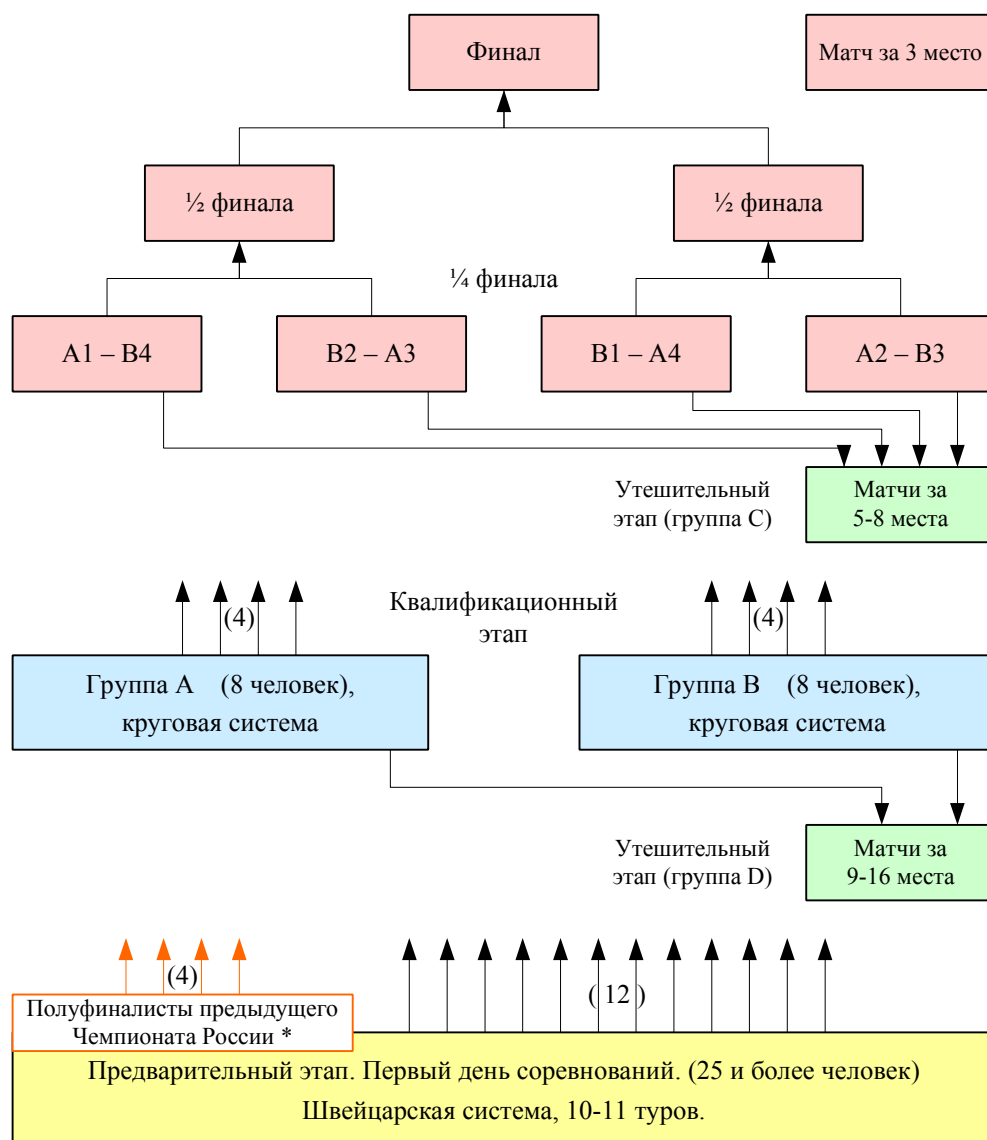 Финал
Матч за 3 место
½ финала
½ финала
¼ финала
A1 – B4
B2 – A3
B1 – A4
A2 – B3
Утешительный
этап (группа C)
Матчи за
5-8 места
(4)
Квалификационный
этап
(4)
Группа A (8 человек),
круговая система
Группа B (8 человек),
круговая система
Утешительный
этап (группа D)
Матчи за
9-16 места
(4)
( 12 )
Полуфиналисты предыдущего
Чемпионата России *
Предварительный этап. Первый день соревнований. (25 и более человек)
Швейцарская система, 10-11 туров.